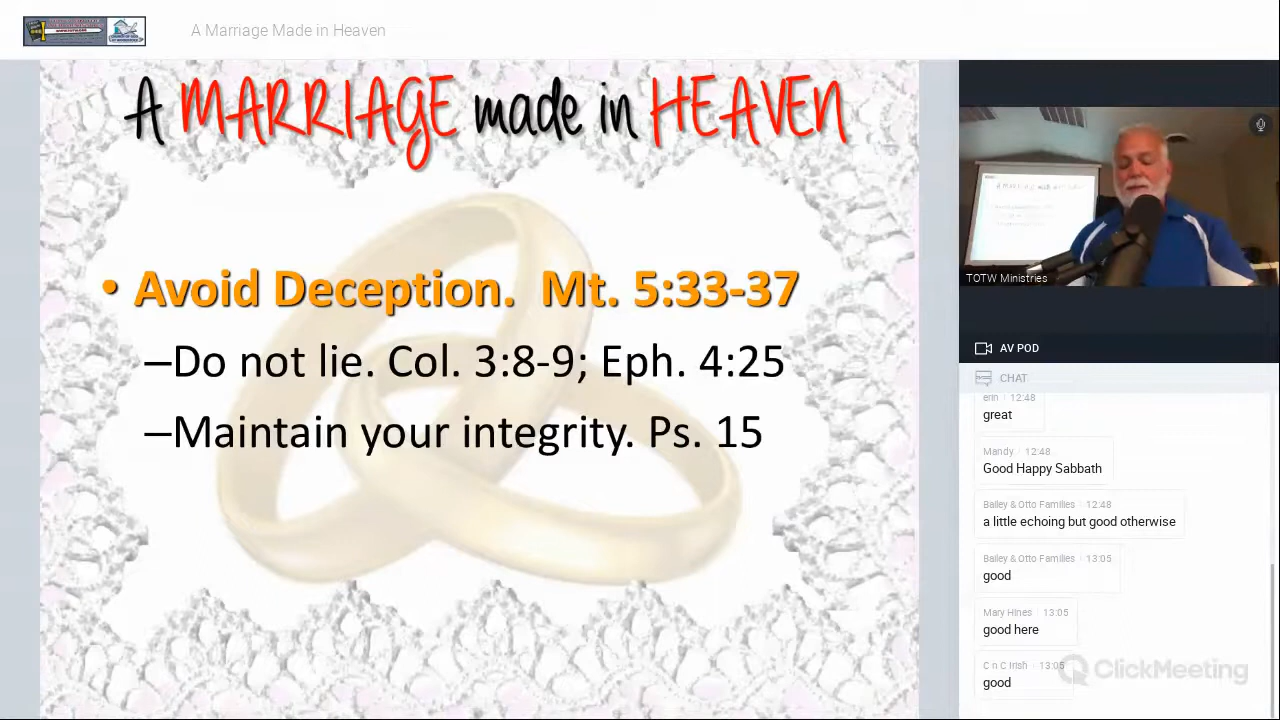 A Marriage Made in Heaven
A MARRIAGE made in HEAVEN
• Avoid Deception. Mt. 5:33-37
–Do not lie. Col. 3:8-9; Eph. 4:25
–Maintain your integrity. Ps. 15
TOTW Ministries
AV POD
CHAT
erin 12:48
great
Mandy 12:48
Good Happy Sabbath
Bailey & Otto Families 12:48
a little echoing but good otherwise
Bailey & Otto Families 13:05
good
Mary Hines 13:05
good here
C n C Irish 13:05
good
ClickMeeting